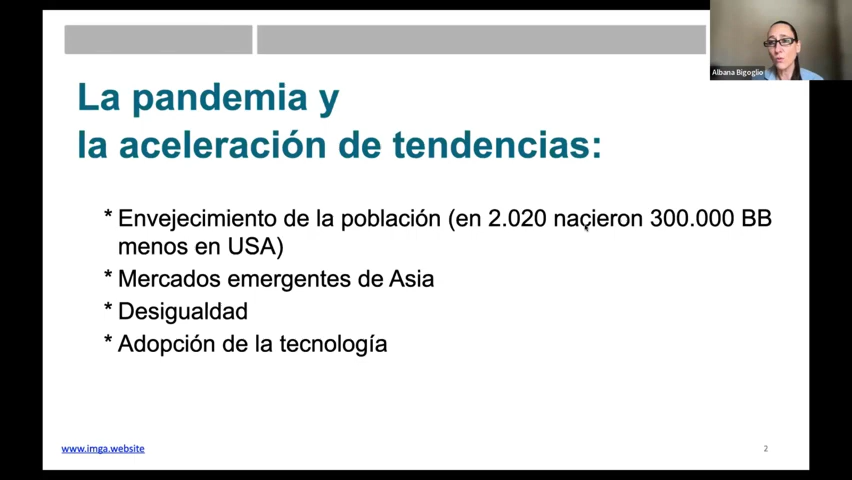 Albana Bigoglio
La pandemia y
la aceleración de tendencias:
* Envejecimiento de la población (en 2.020 nacieron 300.000 BB
menos en USA)
* Mercados emergentes de Asia
* Desigualdad
* Adopción de la tecnología
www.imga.website
2